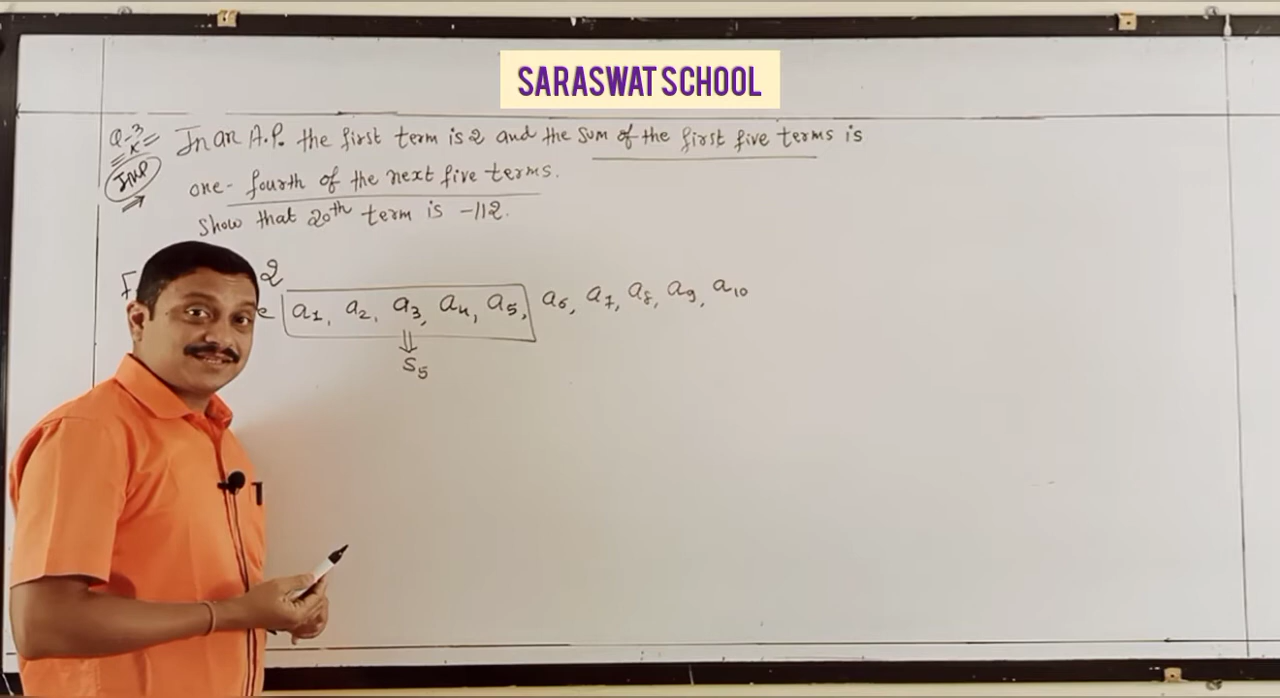 SARASWAT SCHOOL
Q-3 In an A.P. the first term is 2 and the sum of the first five terms is
Imp one-fourth of the next five terms.
Show that 20th term is -112.
2
a1, a2, a3, a4, a5, a6, a7, a8, a9, a10
S5